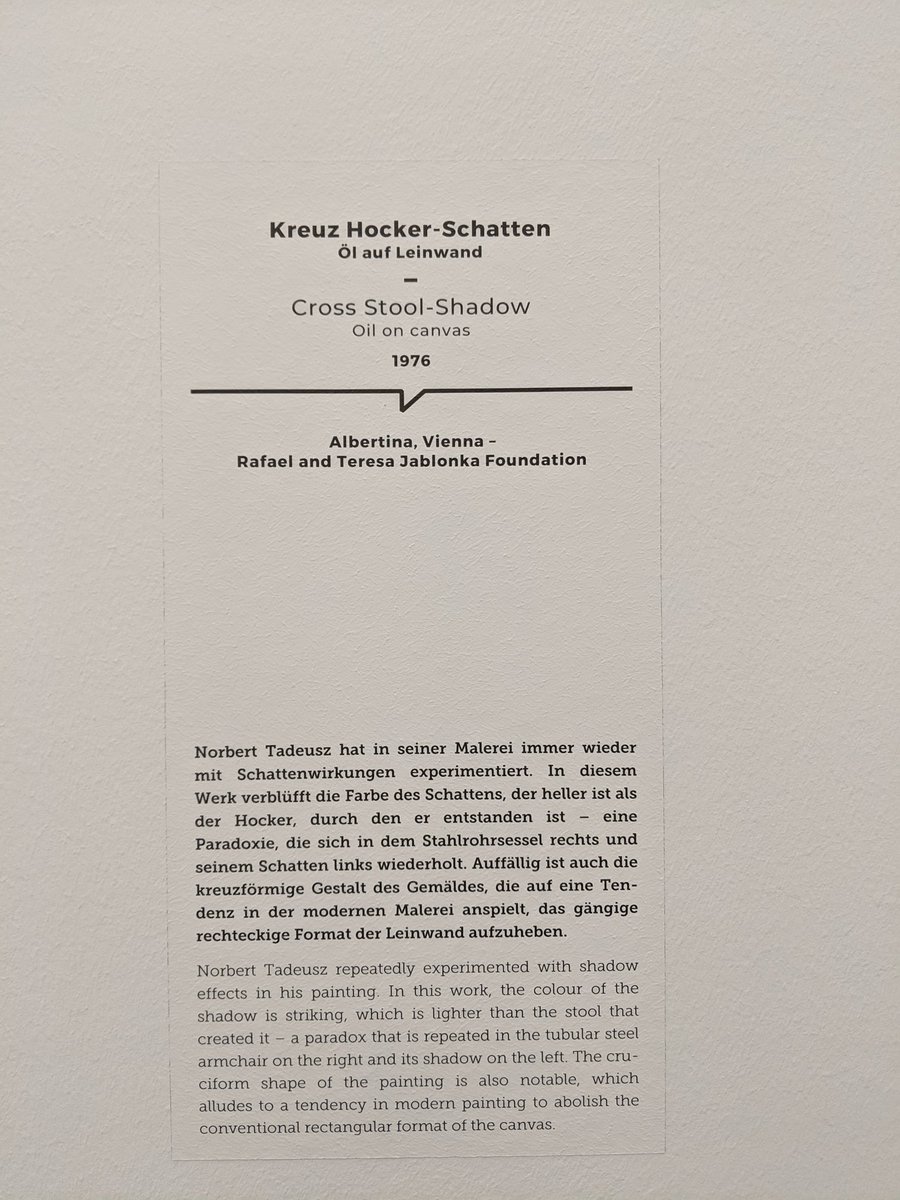 Kreuz Hocker-Schatten
Öl auf Leinwand
–
Cross Stool-Shadow
Oil on canvas
1976
Albertina, Vienna –
Rafael and Teresa Jablonka Foundation
Norbert Tadeusz hat in seiner Malerei immer wieder
mit Schattenwirkungen experimentiert. In diesem
Werk verblüfft die Farbe des Schattens, der heller ist als
der Hocker, durch den er entstanden ist – eine
Paradoxie, die sich in dem Stahlrohrsessel rechts und
seinem Schatten links wiederholt. Auffällig ist auch die
kreuzförmige Gestalt des Gemäldes, die auf eine Ten-
denz in der modernen Malerei anspielt, das gängige
rechteckige Format der Leinwand aufzuheben.
Norbert Tadeusz repeatedly experimented with shadow
effects in his painting. In this work, the colour of the
shadow is striking, which is lighter than the stool that
created it – a paradox that is repeated in the tubular steel
armchair on the right and its shadow on the left. The cru-
ciform shape of the painting is also notable, which
alludes to a tendency in modern painting to abolish the
conventional rectangular format of the canvas.